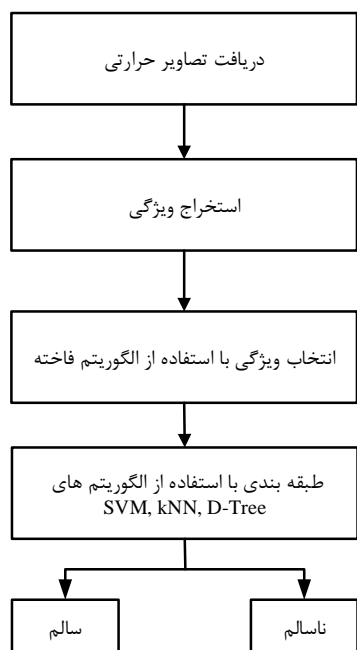 دریافت تصاویر حرارتی
استخراج ویژگی
انتخاب ویژگی با استفاده از الگوریتم فاخته
طبقه بندی با استفاده از الگوریتم های
SVM, kNN, D-Tree
ناسالم
سالم